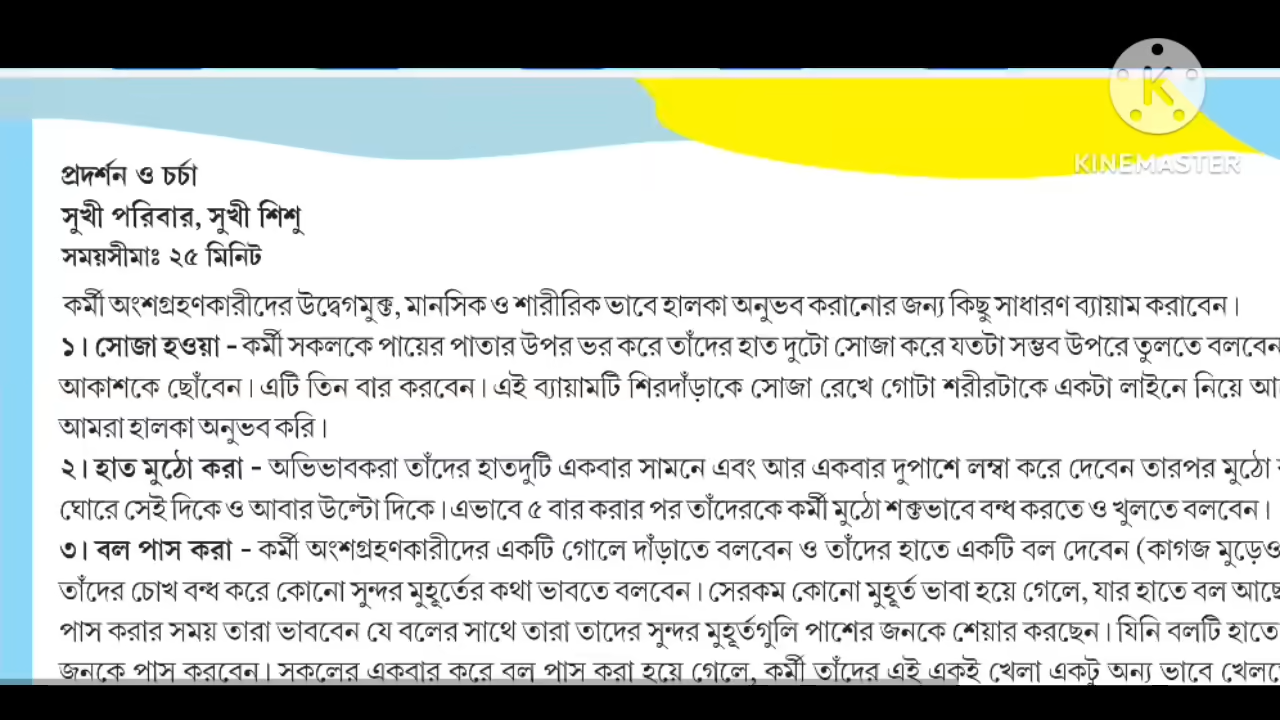 KINEMASTER
প্রদর্শন ও চর্চা
সুখী পরিবার, সুখী শিশু
সময়সীমাঃ ২৫ মিনিট
কর্মী অংশগ্রহণকারীদের উদ্বেগমুক্ত, মানসিক ও শারীরিক ভাবে হালকা অনুভব করানোর জন্য কিছু সাধারণ ব্যায়াম করাবেন।
১। সোজা হওয়া – কর্মী সকলকে পায়ের পাতার উপর ভর করে তাঁদের হাত দুটো সোজা করে যতটা সম্ভব উপরে তুলতে বলবেন
আকাশকে ছোঁবেন। এটি তিন বার করবেন। এই ব্যায়ামটি শিরদাঁড়াকে সোজা রেখে গোটা শরীরটাকে একটা লাইনে নিয়ে
আমরা হালকা অনুভব করি।
২। হাত মুঠো করা – অভিভাবকরা তাঁদের হাতদুটি একবার সামনে এবং আর একবার দুপাশে লম্বা করে দেবেন তারপর মুঠো
ঘোরে সেই দিকে ও আবার উল্টো দিকে। এভাবে ৫ বার করার পর তাঁদেরকে কর্মী মুঠো শক্তভাবে বন্ধ করতে ও খুলতে বলবেন।
৩। বল পাস করা – কর্মী অংশগ্রহণকারীদের একটি গোলে দাঁড়াতে বলবেন ও তাঁদের হাতে একটি বল দেবেন (কাগজ মুড়েও
তাঁদের চোখ বন্ধ করে কোনো সুন্দর মুহূর্তের কথা ভাবতে বলবেন। সেরকম কোনো মুহূর্ত ভাবা হয়ে গেলে, যার হাতে বল আছে
পাস করার সময় তারা ভাববেন যে বলের সাথে তারা তাদের সুন্দর মুহূর্তগুলি পাশের জনকে শেয়ার করছেন। যিনি বলটি হাতে
জনকে পাস করবেন। সকলের একবার করে বল পাস করা হয়ে গেলে, কর্মী তাঁদের এই একই খেলা একটু অন্য ভাবে